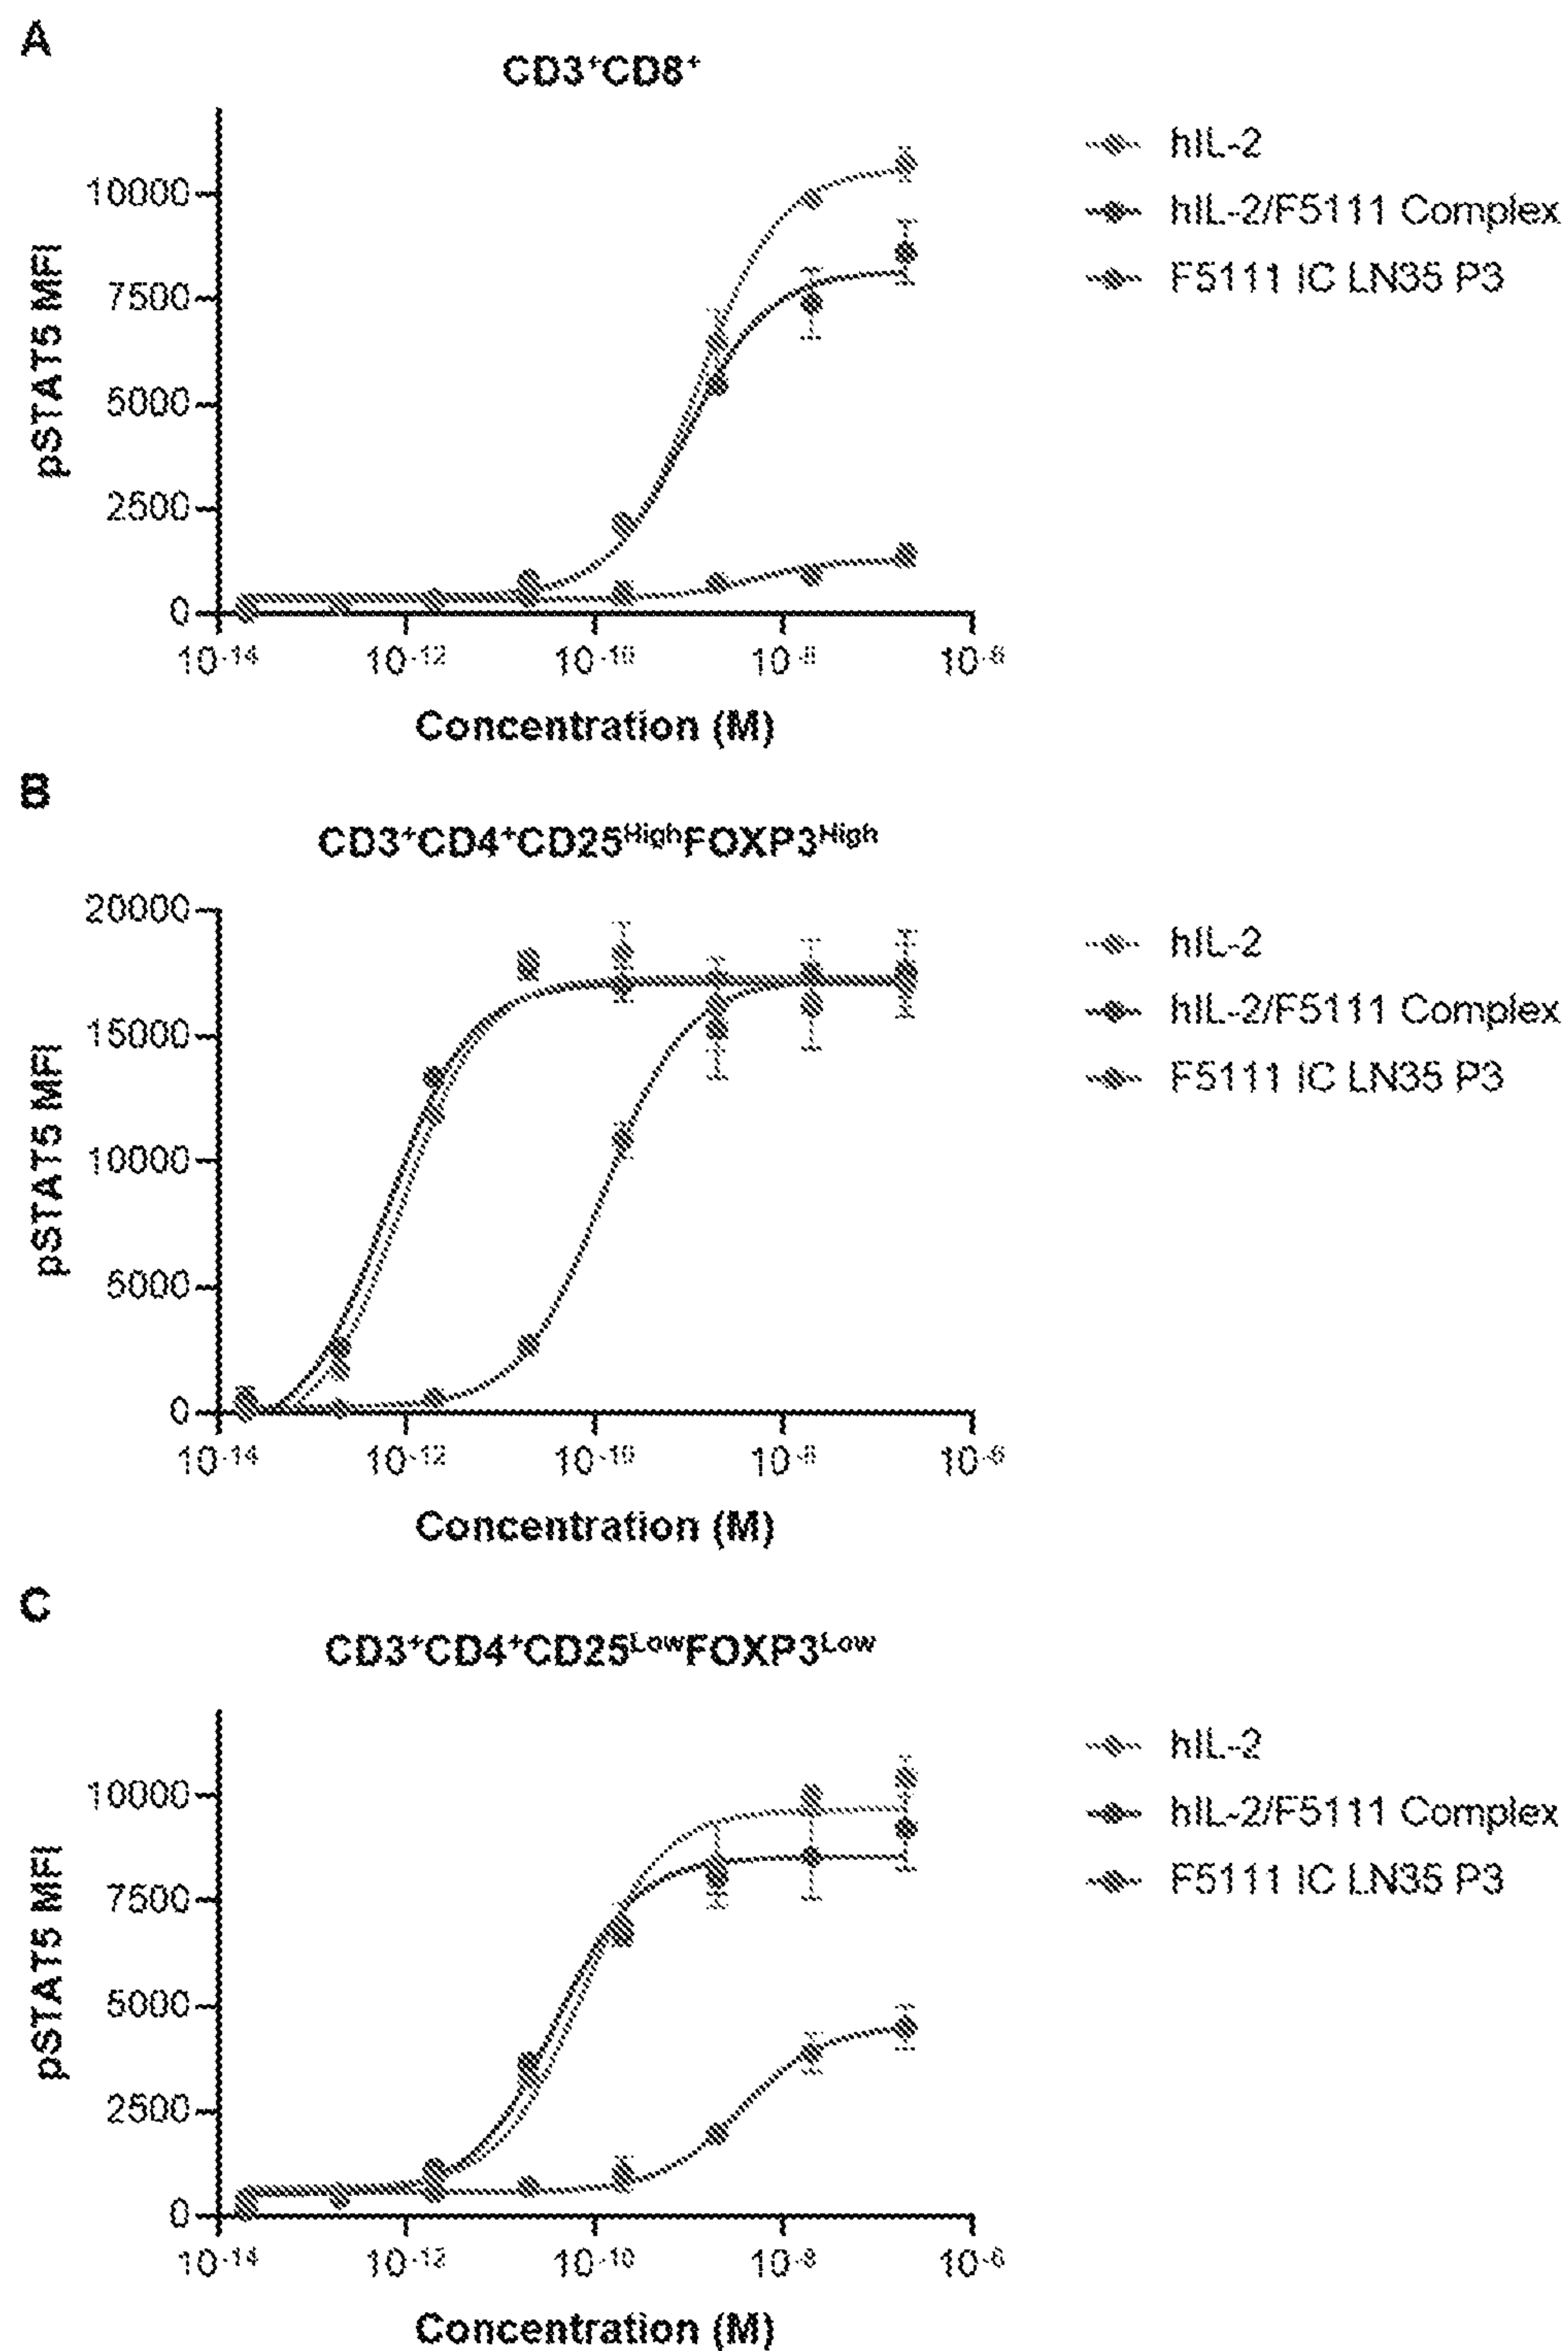 A
CD3⁺CD8⁺
10000
7500
5000
2500
0
pSTAT5 MFI
10⁻¹⁴ 10⁻¹² 10⁻¹⁰ 10⁻⁸ 10⁻⁶
Concentration (M)
hIL-2
hIL-2/F5111 Complex
F5111 IC LN35 P3
B
CD3⁺CD4⁺CD25ᴴⁱᵍʰFOXP3ᴴⁱᵍʰ
20000
15000
10000
5000
0
pSTAT5 MFI
10⁻¹⁴ 10⁻¹² 10⁻¹⁰ 10⁻⁸ 10⁻⁶
Concentration (M)
hIL-2
hIL-2/F5111 Complex
F5111 IC LN35 P3
C
CD3⁺CD4⁺CD25ᴸᵒʷFOXP3ᴸᵒʷ
10000
7500
5000
2500
0
pSTAT5 MFI
10⁻¹⁴ 10⁻¹² 10⁻¹⁰ 10⁻⁸ 10⁻⁶
Concentration (M)
hIL-2
hIL-2/F5111 Complex
F5111 IC LN35 P3